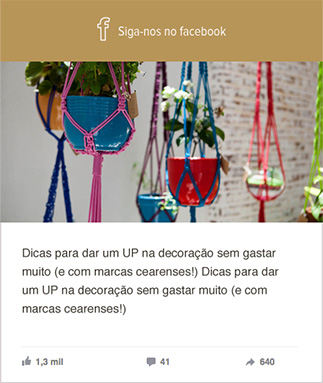 Siga-nos no facebook
Dicas para dar um UP na decoração sem gastar
muito (e com marcas cearenses!) Dicas para dar
um UP na decoração sem gastar muito (e com
marcas cearenses!)
1,3 mil 41 640